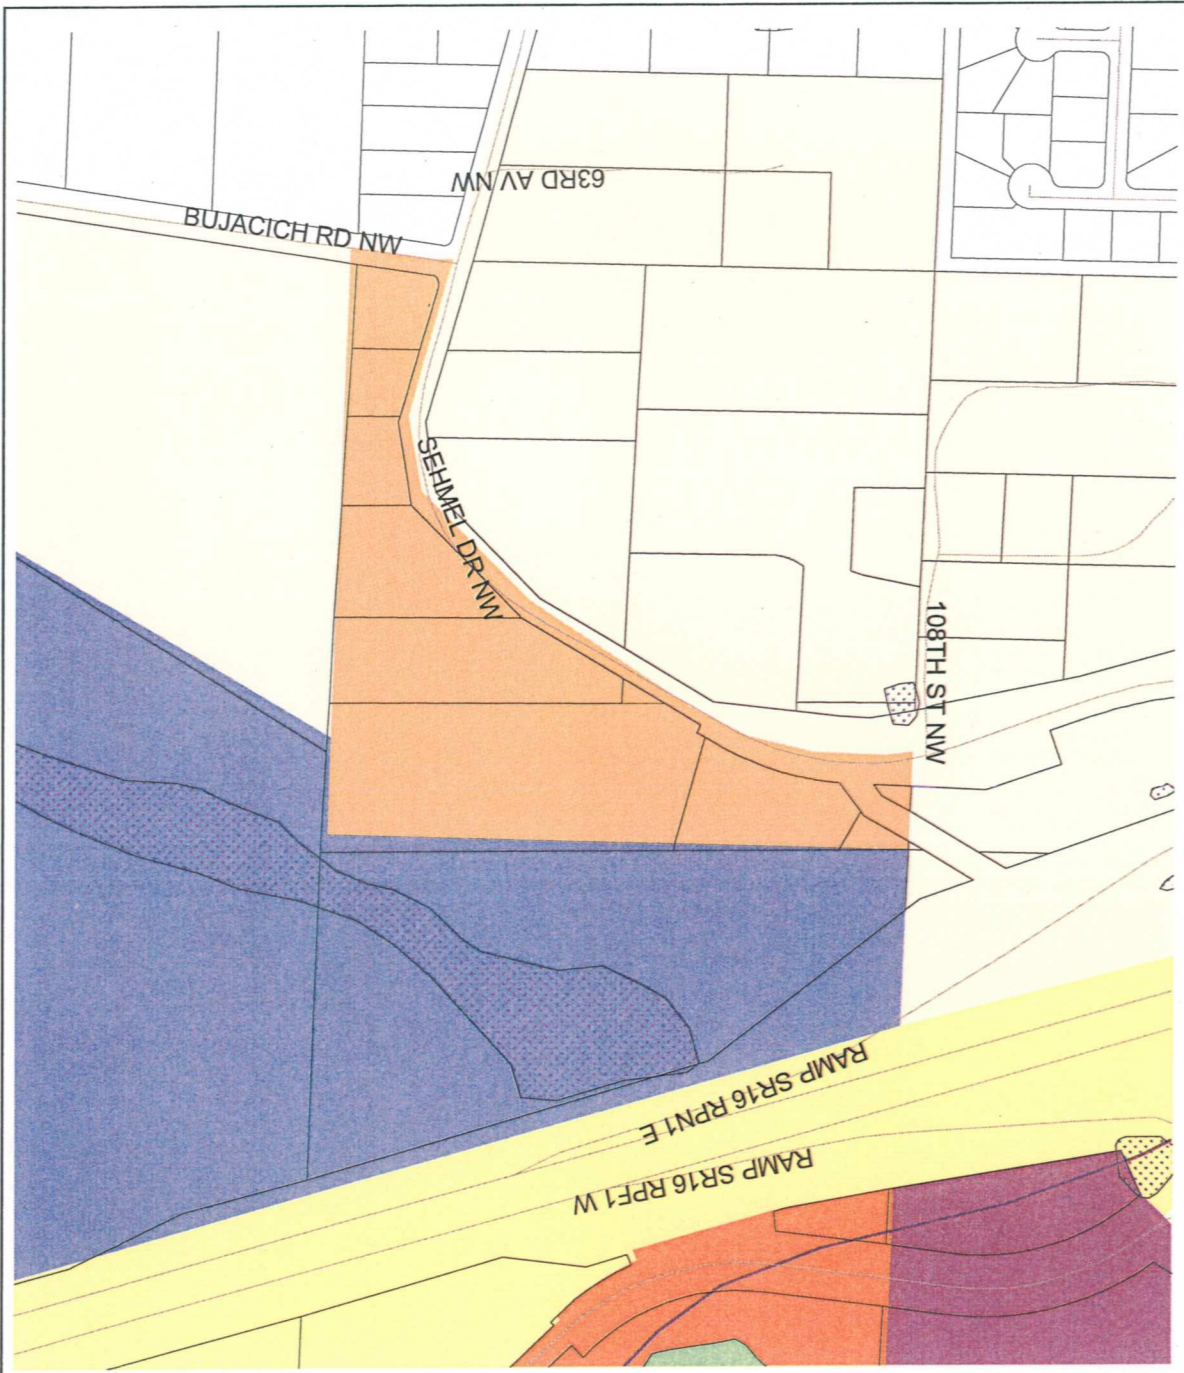 63RD AV NW
BUJACICH RD NW
SEHMEL DR NW
108TH ST NW
RAMP SR16 RPN1 E
RAMP SR16 RPF1 W